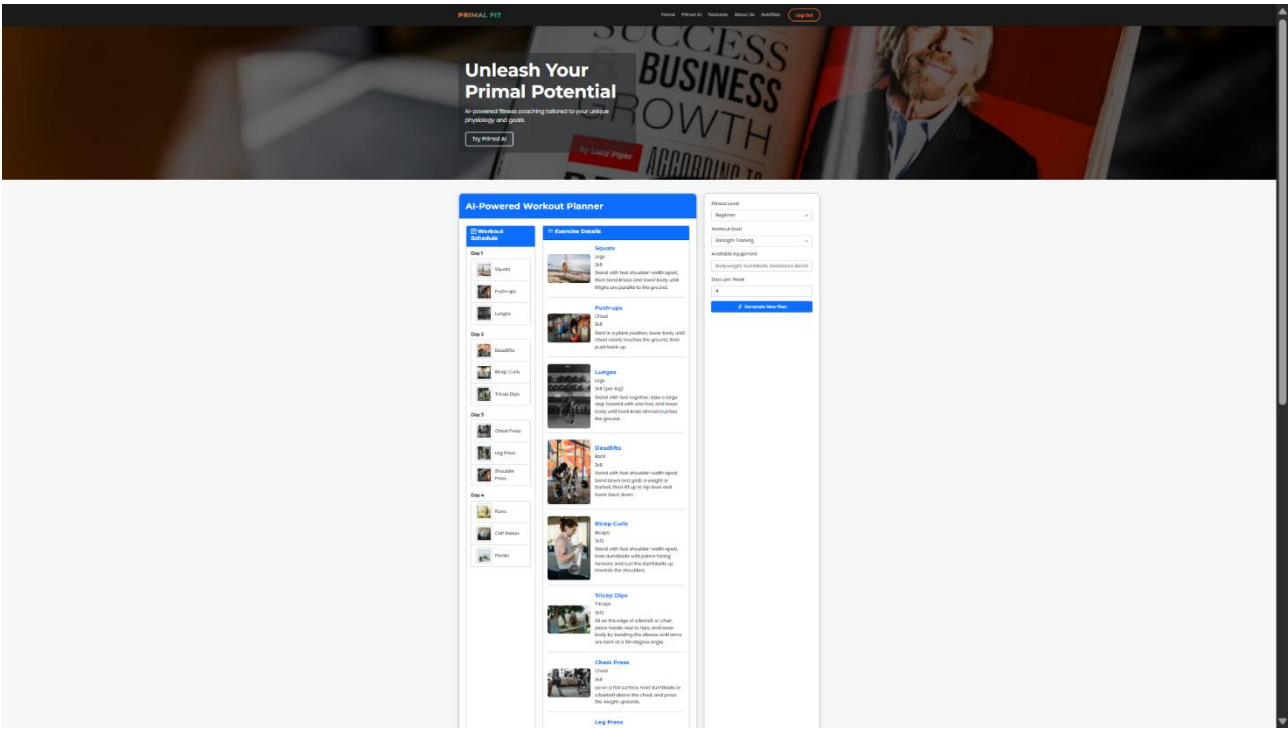 PRIMAL FIT
Home Primal AI Features About Us Nutrition Log Out
SUCCESS
& BUSINESS
GROWTH
by Lucy Piper
ACCORDING TO
Unleash Your
Primal Potential
AI-powered fitness coaching tailored to your unique
physiology and goals.
Try Primal AI
AI-Powered Workout Planner
Workout
Schedule
Day 1
Squats
Push-ups
Lunges
Day 2
Deadlifts
Bicep Curls
Tricep Dips
Day 3
Chest Press
Leg Press
Shoulder
Press
Day 4
Rows
Calf Raises
Planks
Exercise Details
Squats
Legs
3x8
Stand with feet shoulder-width apart,
then bend knees and lower body until
thighs are parallel to the ground.
Push-ups
Chest
3x8
Start in a plank position, lower body until
chest nearly touches the ground, then
push back up.
Lunges
Legs
3x8 (per leg)
Stand with feet together, take a large
step forward with one foot, and lower
body until back knee almost touches
the ground.
Deadlifts
Back
3x8
Stand with feet shoulder-width apart,
bend down and grab a weight or
barbell, then lift up to hip level and
lower back down.
Bicep Curls
Biceps
3x12
Stand with feet shoulder-width apart,
hold dumbbells with palms facing
forward, and curl the dumbbells up
towards the shoulders.
Tricep Dips
Triceps
3x12
Sit on the edge of a bench or chair,
place hands next to hips, and lower
body by bending the elbows until arms
are bent at a 90-degree angle.
Chest Press
Chest
3x8
Lie on a flat surface, hold dumbbells or
a barbell above the chest, and press
the weight upwards.
Leg Press
Fitness Level
Beginner
Workout Goal
Strength Training
Available Equipment
Bodyweight, Dumbbells, Resistance Bands
Days per Week
4
Generate New Plan